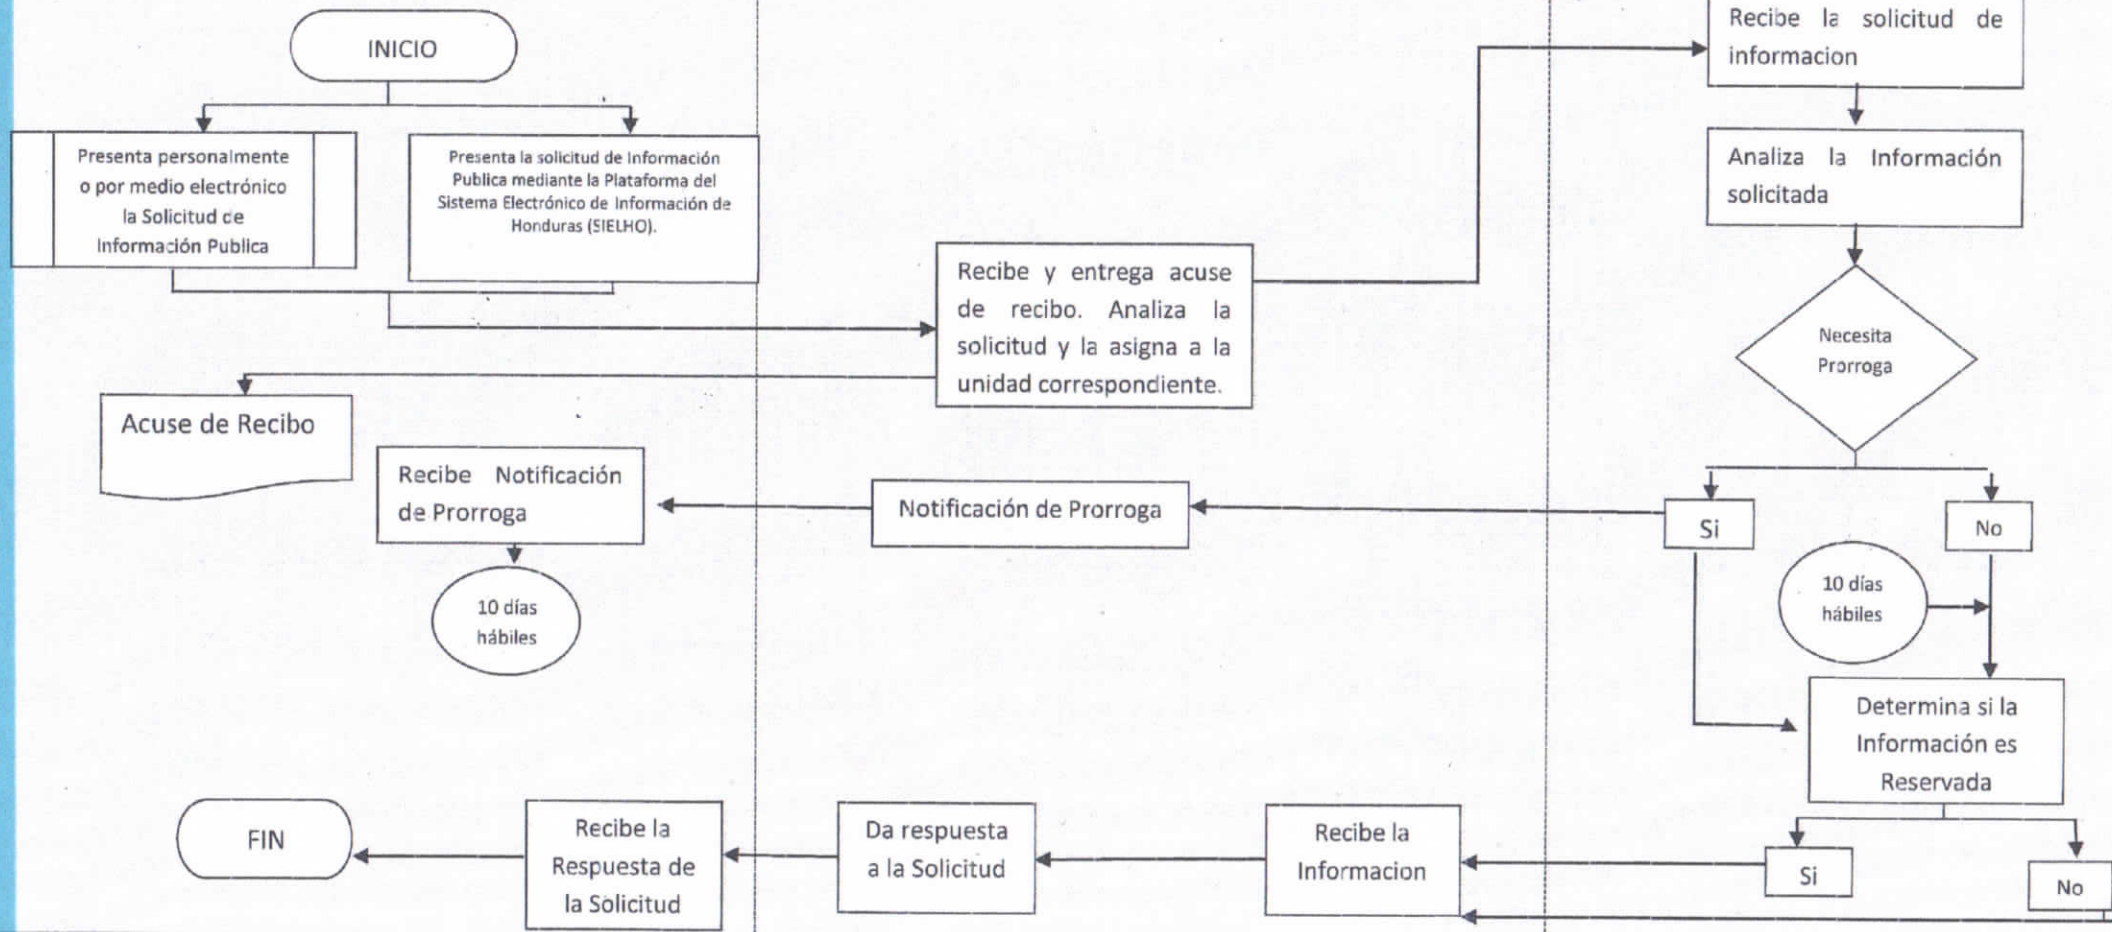 INICIO
Presenta personalmente
o por medio electrónico
la Solicitud de
Información Publica
Presenta la solicitud de Información
Publica mediante la Plataforma del
Sistema Electrónico de Información de
Honduras (SIELHO).
Recibe y entrega acuse
de recibo. Analiza la
solicitud y la asigna a la
unidad correspondiente.
Recibe la solicitud de
informacion
Analiza la Información
solicitada
Necesita
Prorroga
Acuse de Recibo
Recibe Notificación
de Prorroga
10 días
hábiles
Notificación de Prorroga
Si
No
10 días
hábiles
Determina si la
Información es
Reservada
Si
No
Recibe la
Informacion
Da respuesta
a la Solicitud
Recibe la
Respuesta de
la Solicitud
FIN